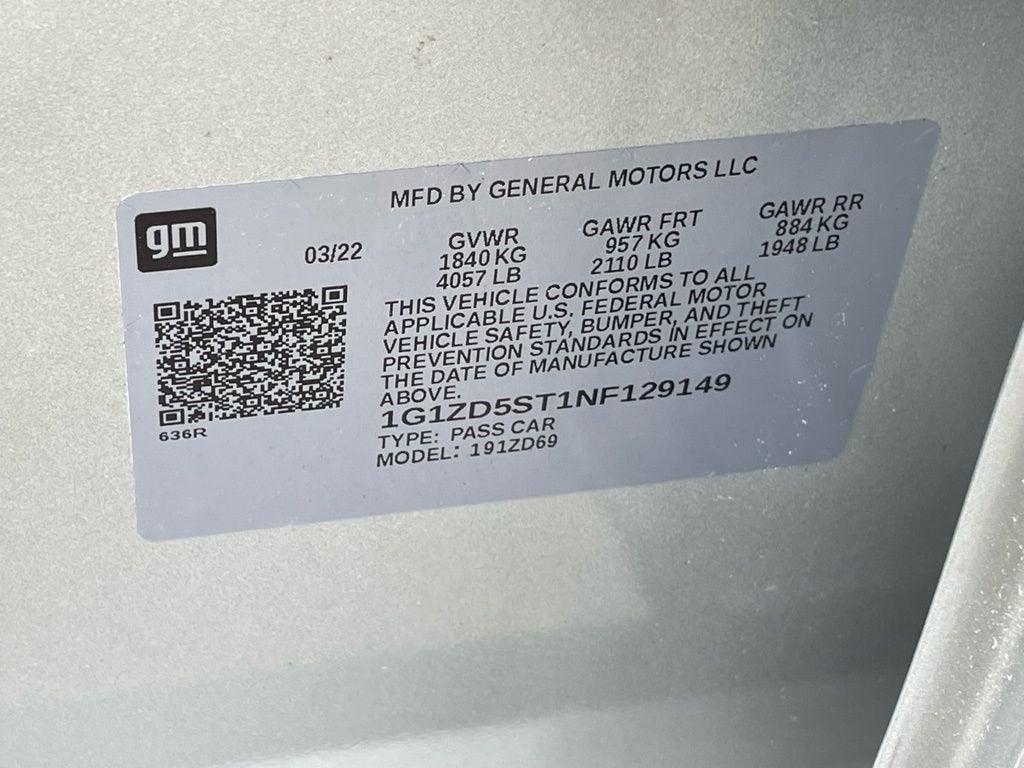 MFD BY GENERAL MOTORS LLC
gm
03/22
GVWR
1840 KG
4057 LB
GAWR FRT
957 KG
2110 LB
GAWR RR
884 KG
1948 LB
THIS VEHICLE CONFORMS TO ALL
APPLICABLE U.S. FEDERAL MOTOR
VEHICLE SAFETY, BUMPER, AND THEFT
PREVENTION STANDARDS IN EFFECT ON
THE DATE OF MANUFACTURE SHOWN
ABOVE.
1G1ZD5ST1NF129149
TYPE: PASS CAR
MODEL: 191ZD69
636R